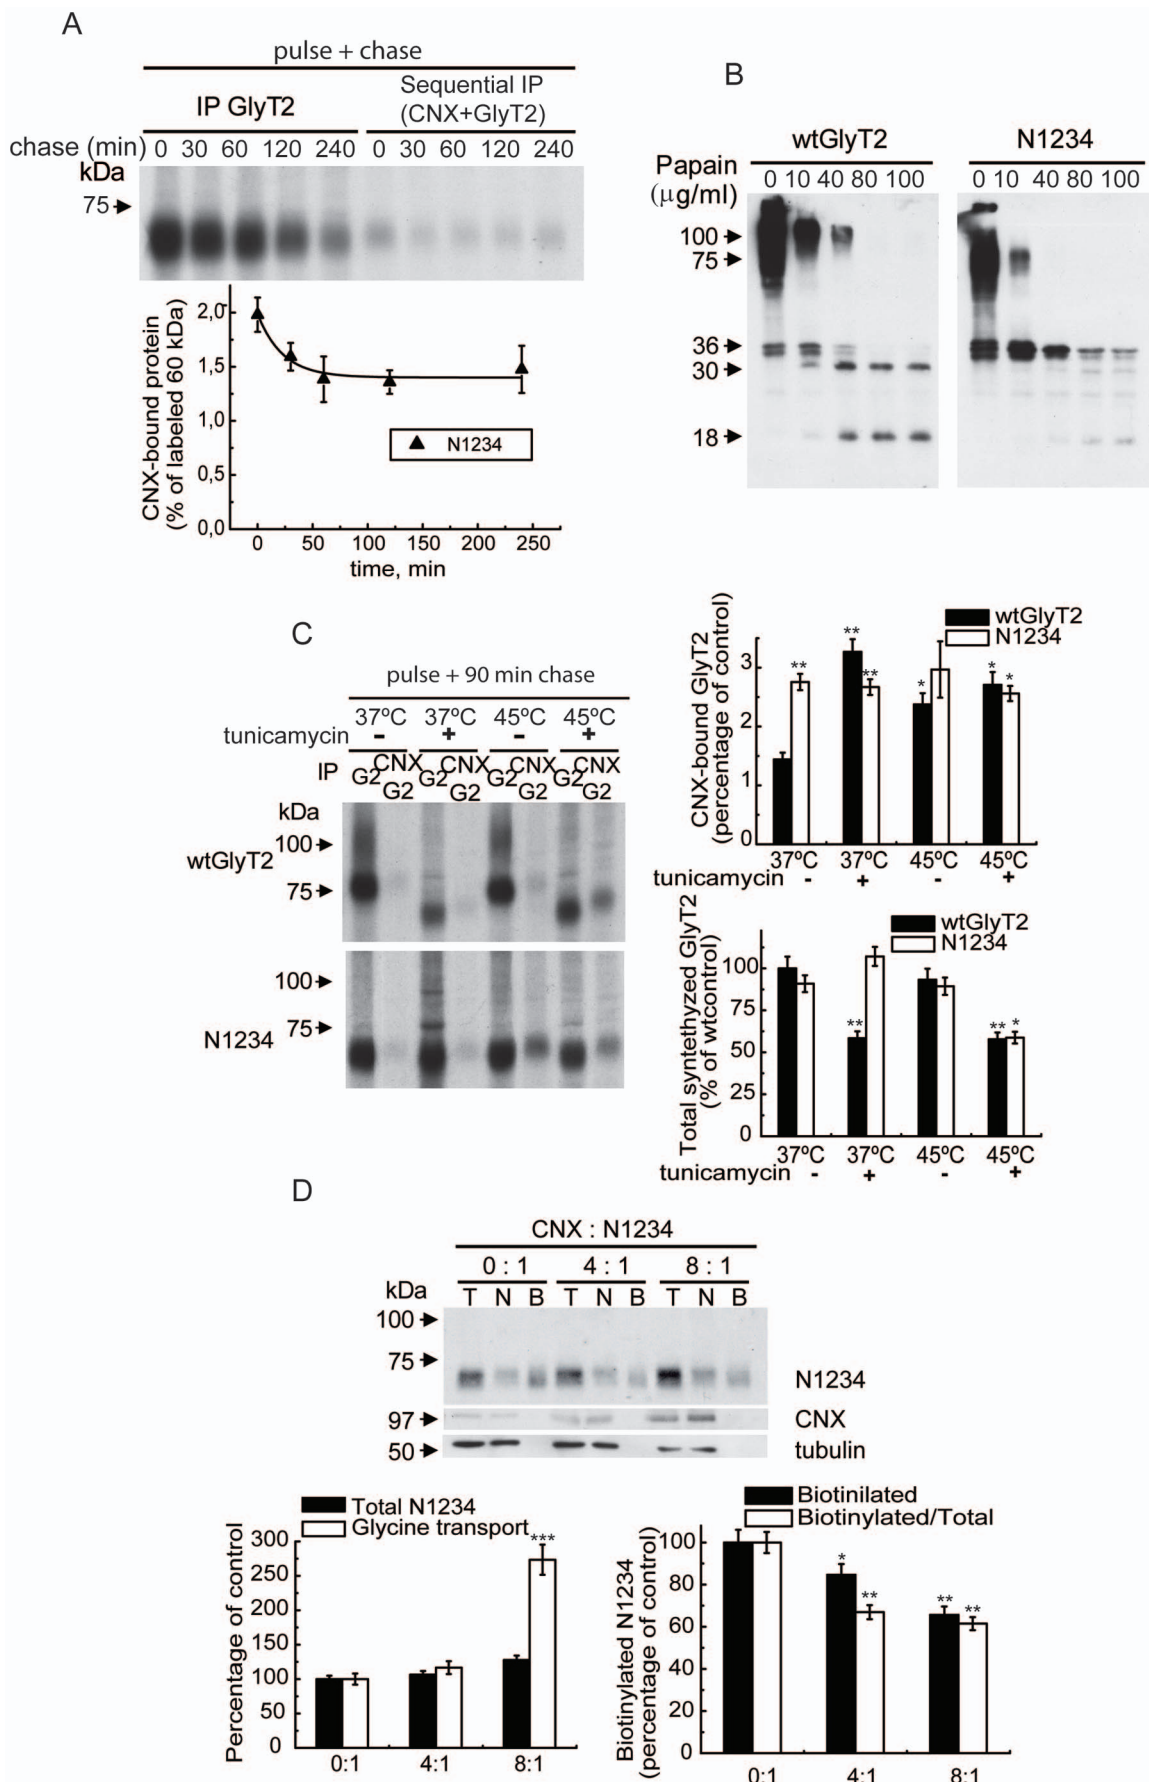 A
pulse + chase
IP GlyT2
Sequential IP
(CNX+GlyT2)
chase (min) 0 30 60 120 240 0 30 60 120 240
kDa
75
CNX-bound protein
(% of labeled 60 kDa)
2,0
1,5
1,0
0,5
0,0
N1234
0 50 100 150 200 250
time, min
B
wtGlyT2
N1234
Papain
(µg/ml)
0 10 40 80 100
0 10 40 80 100
100
75
36
30
18
C
pulse + 90 min chase
37ºC 37ºC 45ºC 45ºC
tunicamycin - + - +
IP
G2 CNX G2 CNX G2 CNX G2 CNX
G2 G2 G2 G2
kDa
100
wtGlyT2
75
100
75
N1234
wtGlyT2
N1234
CNX-bound GlyT2
(percentage of control)
3
2
1
0
** ** ** * * *
37ºC 37ºC 45ºC 45ºC
tunicamycin - + - +
wtGlyT2
N1234
Total syntethyzed GlyT2
(% of wtcontrol)
100
75
50
25
0
** ** *
37ºC 37ºC 45ºC 45ºC
tunicamycin - + - +
D
CNX : N1234
0 : 1 4 : 1 8 : 1
kDa
T N B T N B T N B
100
75
N1234
97
CNX
50
tubulin
Total N1234
Glycine transport
Percentage of control
300
250
200
150
100
50
0
***
0:1 4:1 8:1
Biotinilated
Biotinylated/Total
Biotinylated N1234
(percentage of control)
100
80
60
40
20
0
* ** ** **
0:1 4:1 8:1